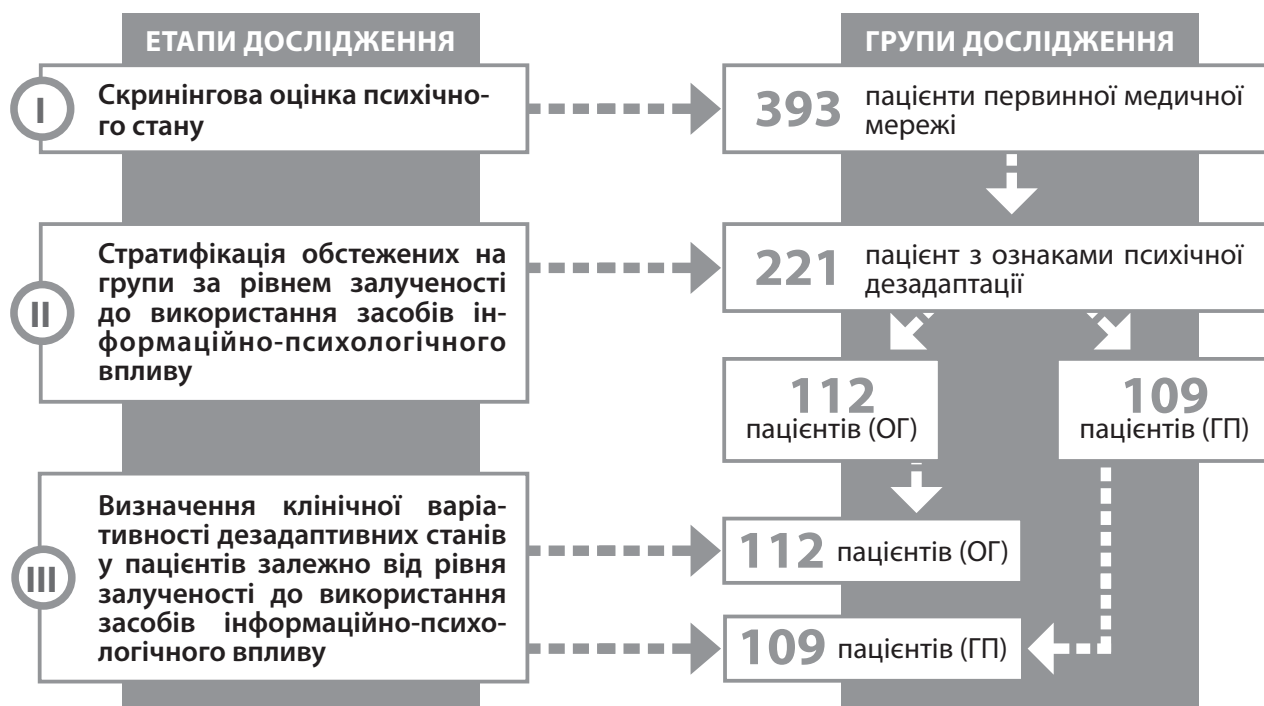 ЕТАПИ ДОСЛІДЖЕННЯ
ГРУПИ ДОСЛІДЖЕННЯ
I
Скринінгова оцінка психічно-
го стану
393 пацієнти первинної медичної
мережі
II
Стратифікація обстежених на
групи за рівнем залученості
до використання засобів ін-
формаційно-психологічного
впливу
221 пацієнт з ознаками психічної
дезадаптації
112
пацієнтів (ОГ)
109
пацієнтів (ГП)
III
Визначення клінічної варіа-
тивності дезадаптивних станів
у пацієнтів залежно від рівня
залученості до використання
засобів інформаційно-психо-
логічного впливу
112 пацієнтів (ОГ)
109 пацієнтів (ГП)